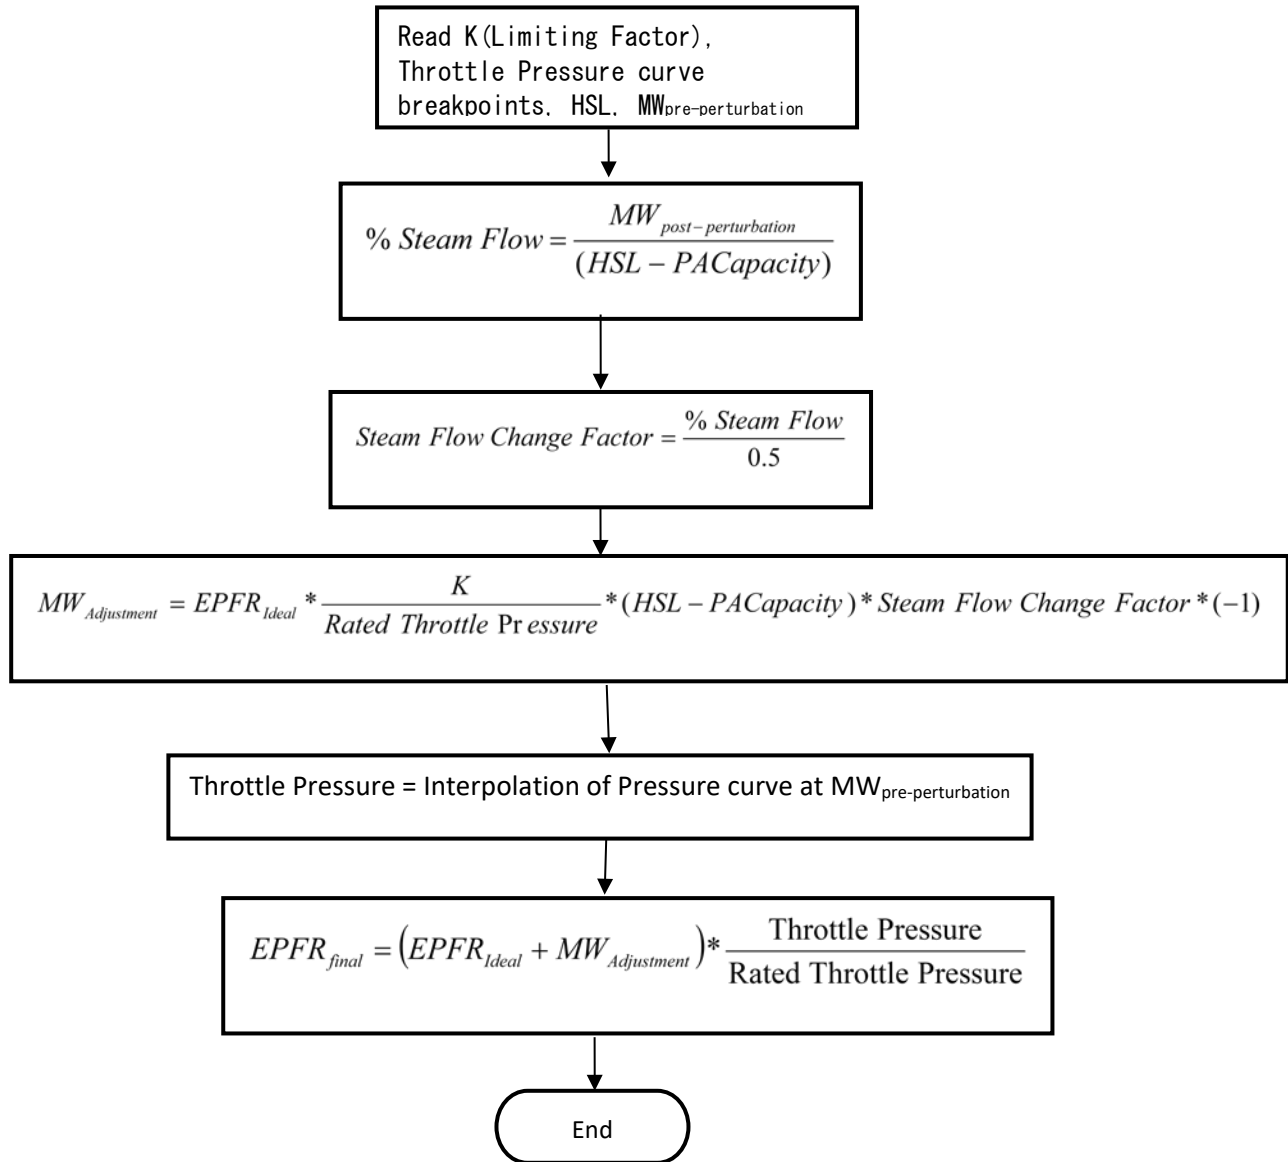 Read K(Limiting Factor),
Throttle Pressure curve
breakpoints, HSL, MWpre-perturbation
% Steam Flow = MWpost-perturbation / (HSL − PACapacity)
Steam Flow Change Factor = % Steam Flow / 0.5
MWAdjustment = EPFRIdeal * K / Rated Throttle Pr essure * (HSL − PACapacity) * Steam Flow Change Factor * (−1)
Throttle Pressure = Interpolation of Pressure curve at MWpre-perturbation
EPFRfinal = (EPFRIdeal + MWAdjustment) * Throttle Pressure / Rated Throttle Pressure
End